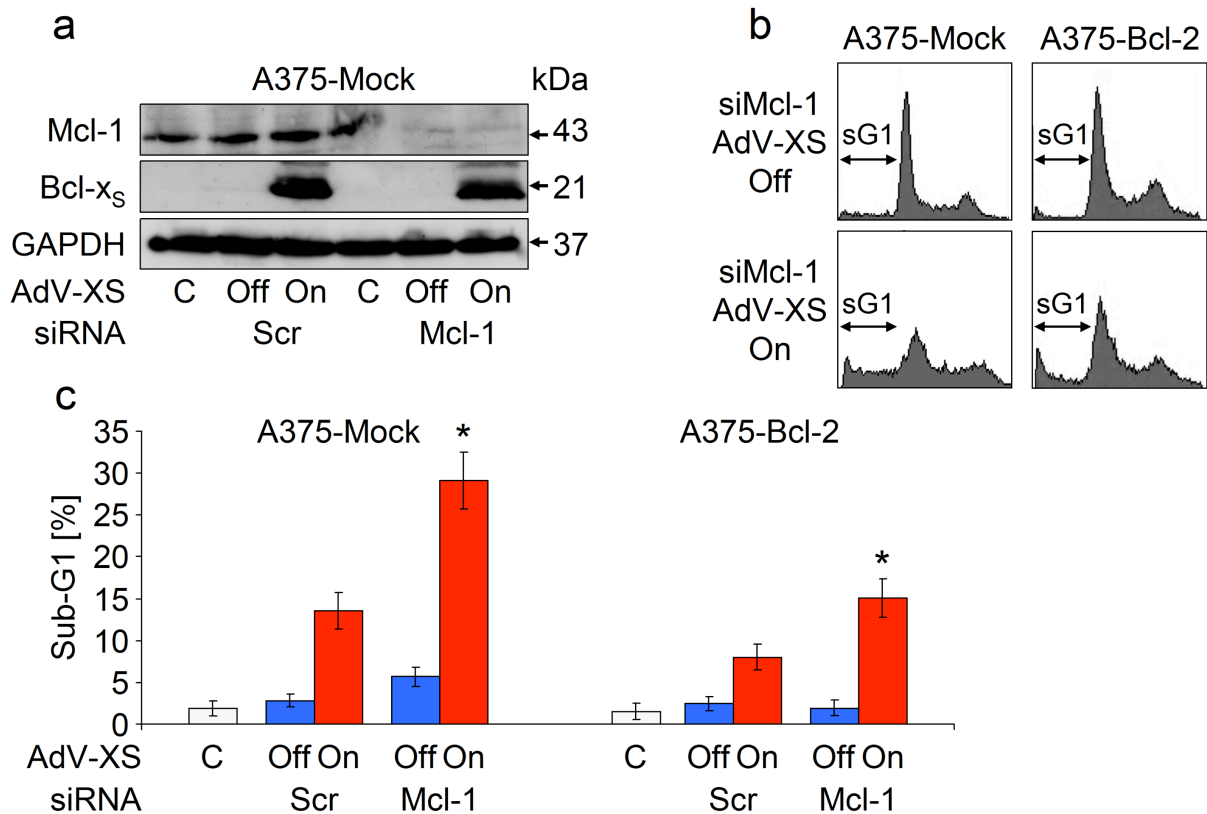 a
A375-Mock kDa
Mcl-1 43
Bcl-xS 21
GAPDH 37
AdV-XS C Off On C Off On
siRNA Scr Mcl-1
b
A375-Mock A375-Bcl-2
siMcl-1
AdV-XS
Off
sG1 sG1
siMcl-1
AdV-XS
On
sG1 sG1
c
A375-Mock A375-Bcl-2
Sub-G1 [%]
35
30
25
20
15
10
5
0
* *
AdV-XS C Off On Off On C Off On Off On
siRNA Scr Mcl-1 Scr Mcl-1